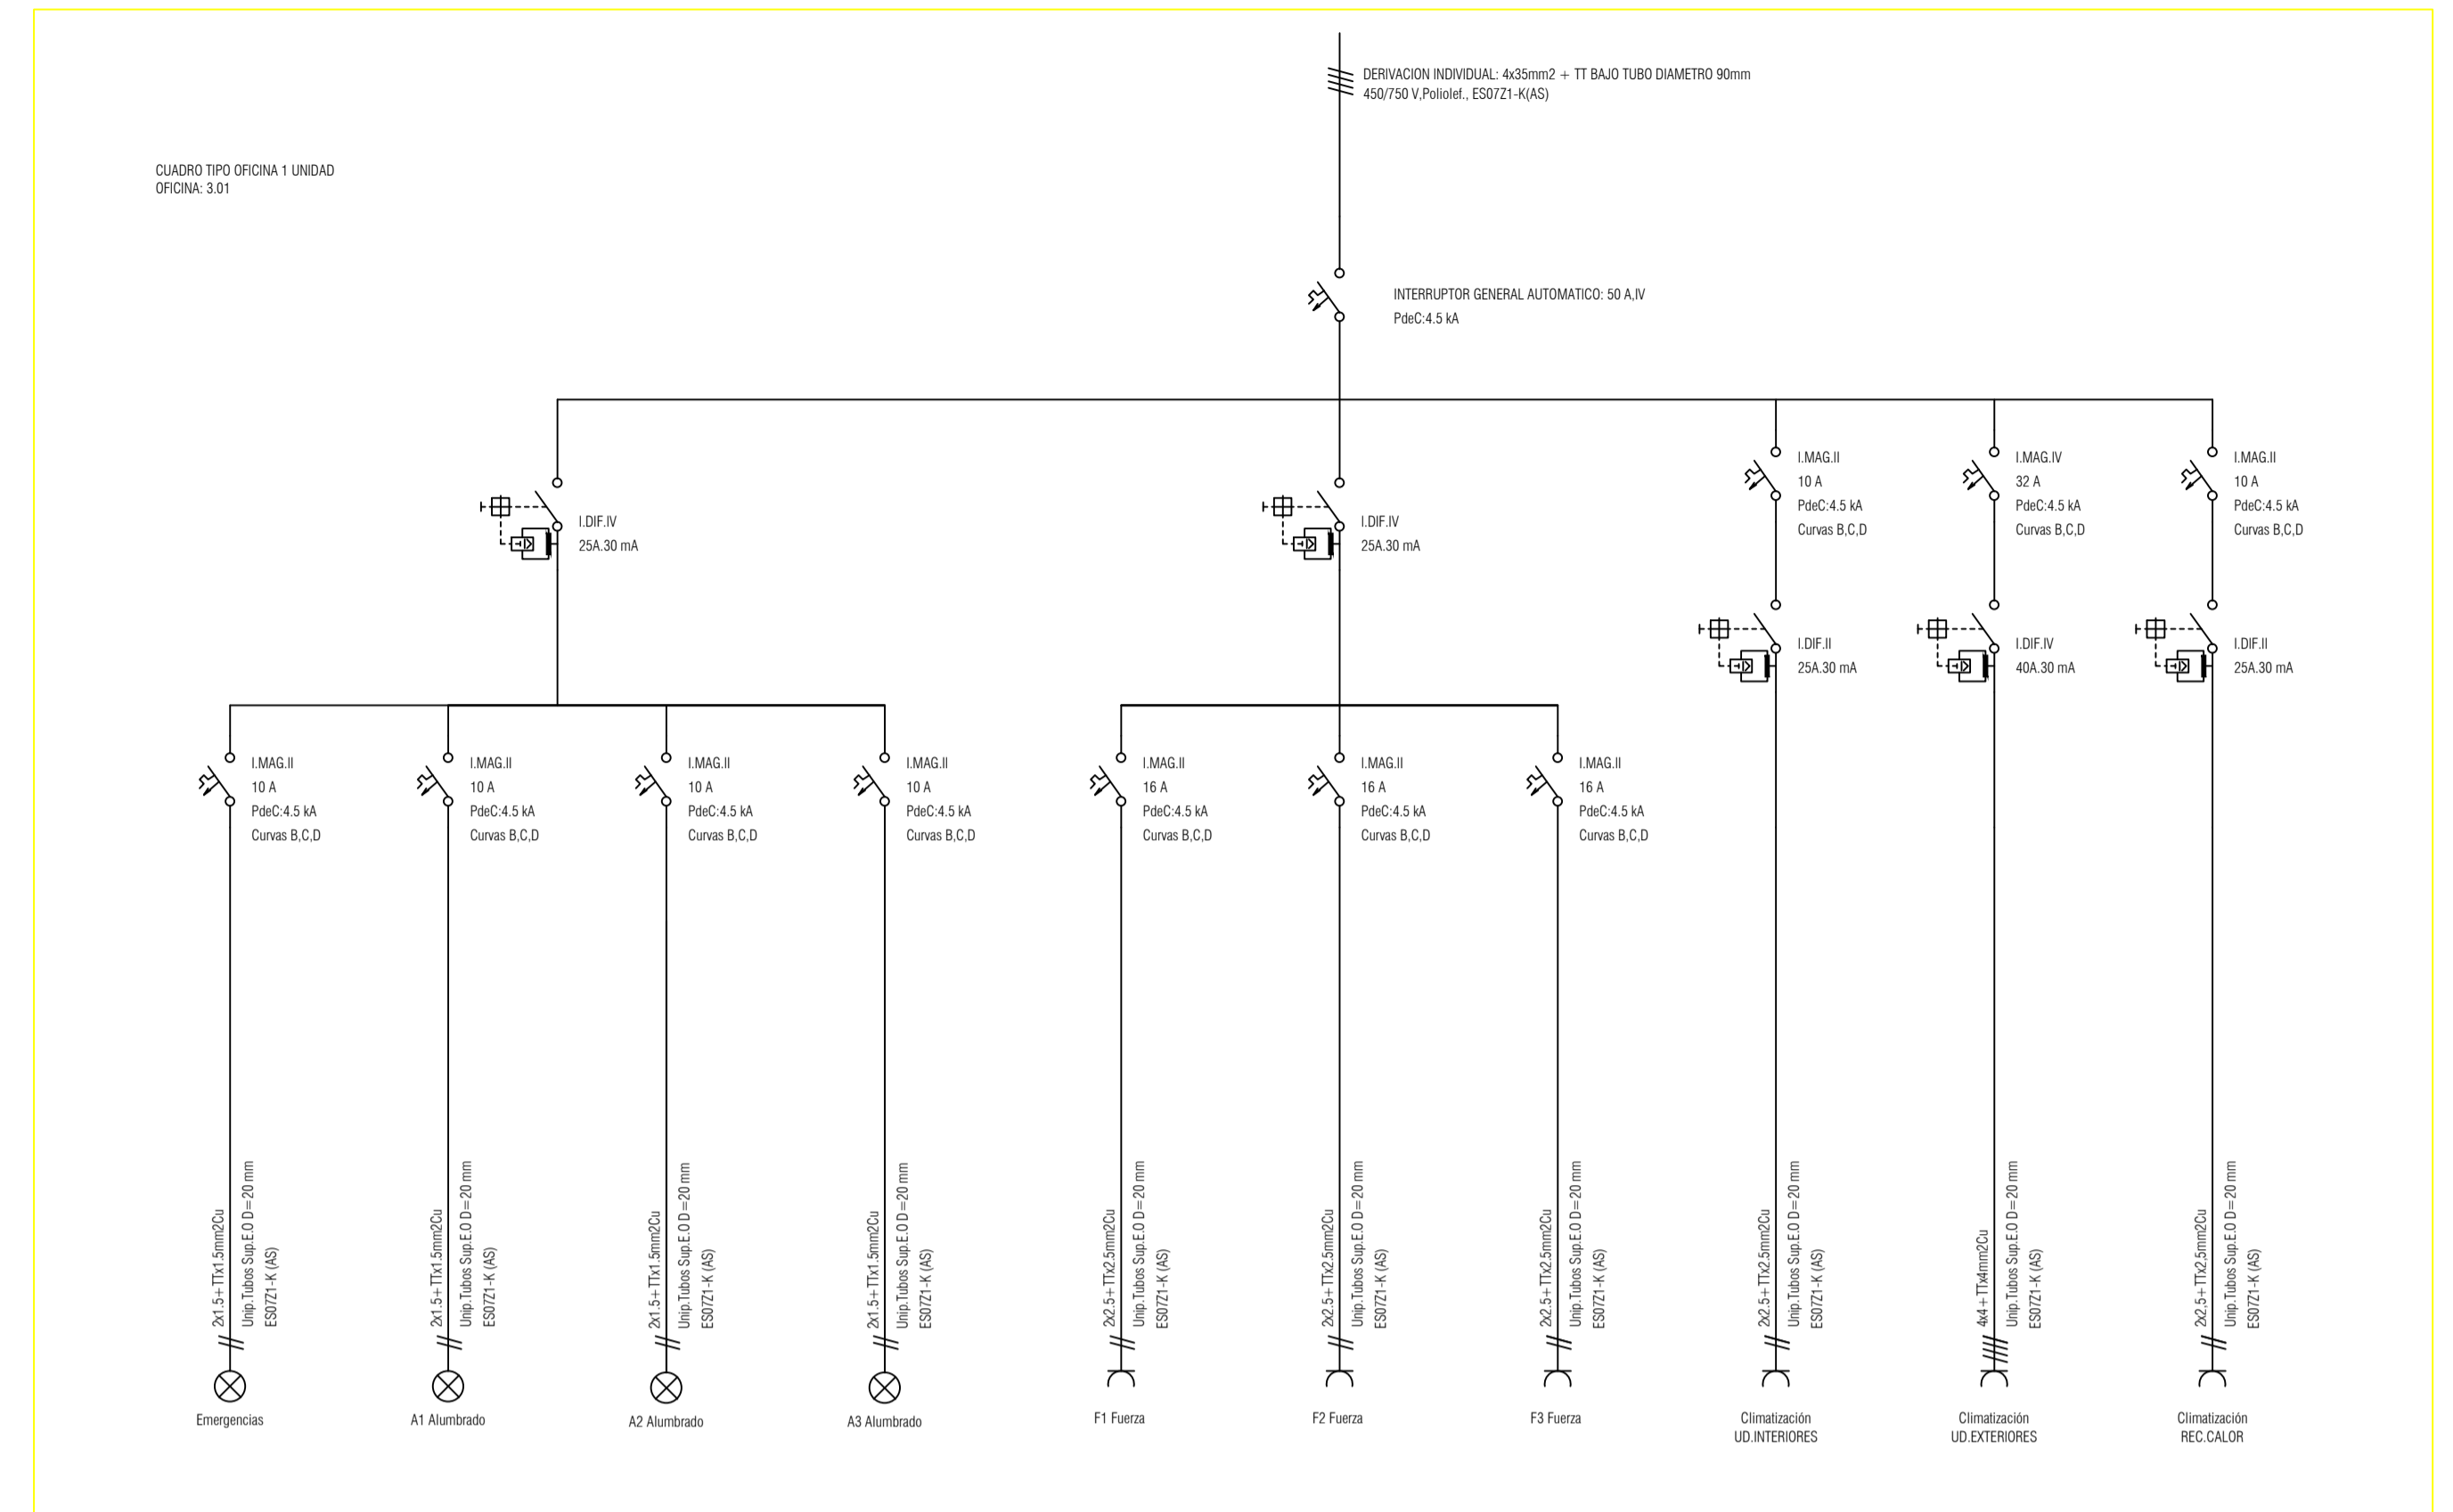 DERIVACION INDIVIDUAL: 4x35mm2 + TT BAJO TUBO DIAMETRO 90mm
450/750 V,Poliolef., ES07Z1-K(AS)
CUADRO TIPO OFICINA 1 UNIDAD
OFICINA: 3.01
INTERRUPTOR GENERAL AUTOMATICO: 50 A,IV
PdeC:4.5 kA
I.DIF.IV
25A.30 mA
I.DIF.IV
25A.30 mA
I.MAG.II
10 A
PdeC:4.5 kA
Curvas B,C,D
I.MAG.IV
32 A
PdeC:4.5 kA
Curvas B,C,D
I.MAG.II
10 A
PdeC:4.5 kA
Curvas B,C,D
I.DIF.II
25A.30 mA
I.DIF.IV
40A.30 mA
I.DIF.II
25A.30 mA
I.MAG.II
10 A
PdeC:4.5 kA
Curvas B,C,D
I.MAG.II
10 A
PdeC:4.5 kA
Curvas B,C,D
I.MAG.II
10 A
PdeC:4.5 kA
Curvas B,C,D
I.MAG.II
10 A
PdeC:4.5 kA
Curvas B,C,D
I.MAG.II
16 A
PdeC:4.5 kA
Curvas B,C,D
I.MAG.II
16 A
PdeC:4.5 kA
Curvas B,C,D
I.MAG.II
16 A
PdeC:4.5 kA
Curvas B,C,D
2x1.5+TTx1.5mm2Cu
Unip.Tubos Sup.E.O D=20 mm
ES07Z1-K (AS)
2x1.5+TTx1.5mm2Cu
Unip.Tubos Sup.E.O D=20 mm
ES07Z1-K (AS)
2x1.5+TTx1.5mm2Cu
Unip.Tubos Sup.E.O D=20 mm
ES07Z1-K (AS)
2x1.5+TTx1.5mm2Cu
Unip.Tubos Sup.E.O D=20 mm
ES07Z1-K (AS)
2x2.5+TTx2.5mm2Cu
Unip.Tubos Sup.E.O D=20 mm
ES07Z1-K (AS)
2x2.5+TTx2.5mm2Cu
Unip.Tubos Sup.E.O D=20 mm
ES07Z1-K (AS)
2x2.5+TTx2.5mm2Cu
Unip.Tubos Sup.E.O D=20 mm
ES07Z1-K (AS)
2x2.5+TTx2.5mm2Cu
Unip.Tubos Sup.E.O D=20 mm
ES07Z1-K (AS)
4x4+TTx4mm2Cu
Unip.Tubos Sup.E.O D=20 mm
ES07Z1-K (AS)
2x2,5+TTx2,5mm2Cu
Unip.Tubos Sup.E.O D=20 mm
ES07Z1-K (AS)
Emergencias
A1 Alumbrado
A2 Alumbrado
A3 Alumbrado
F1 Fuerza
F2 Fuerza
F3 Fuerza
Climatización
UD.INTERIORES
Climatización
UD.EXTERIORES
Climatización
REC.CALOR